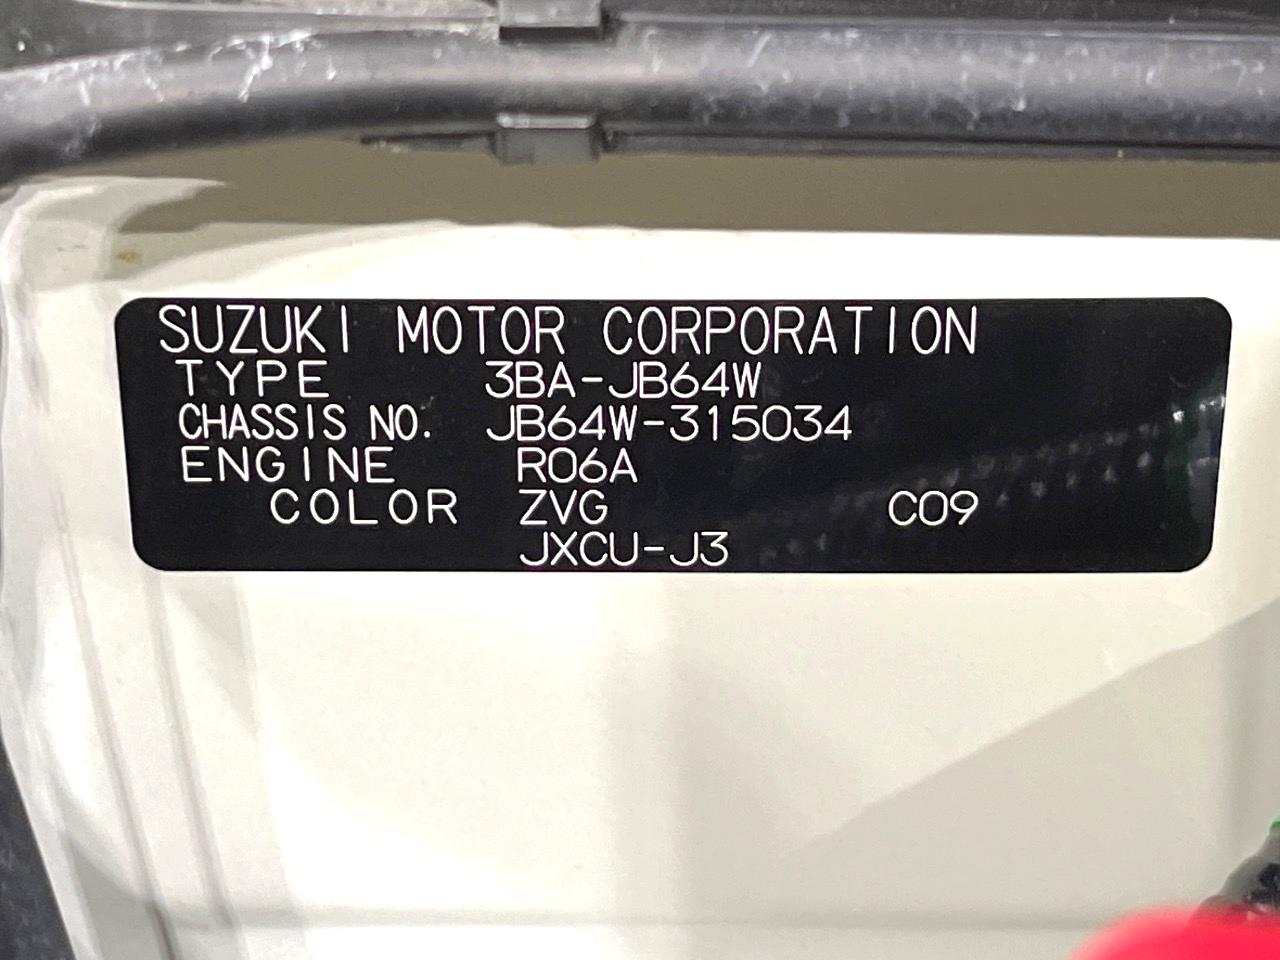 SUZUKI MOTOR CORPORATION
TYPE 3BA-JB64W
CHASSIS NO. JB64W-315034
ENGINE R06A
COLOR ZVG C09
JXCU-J3